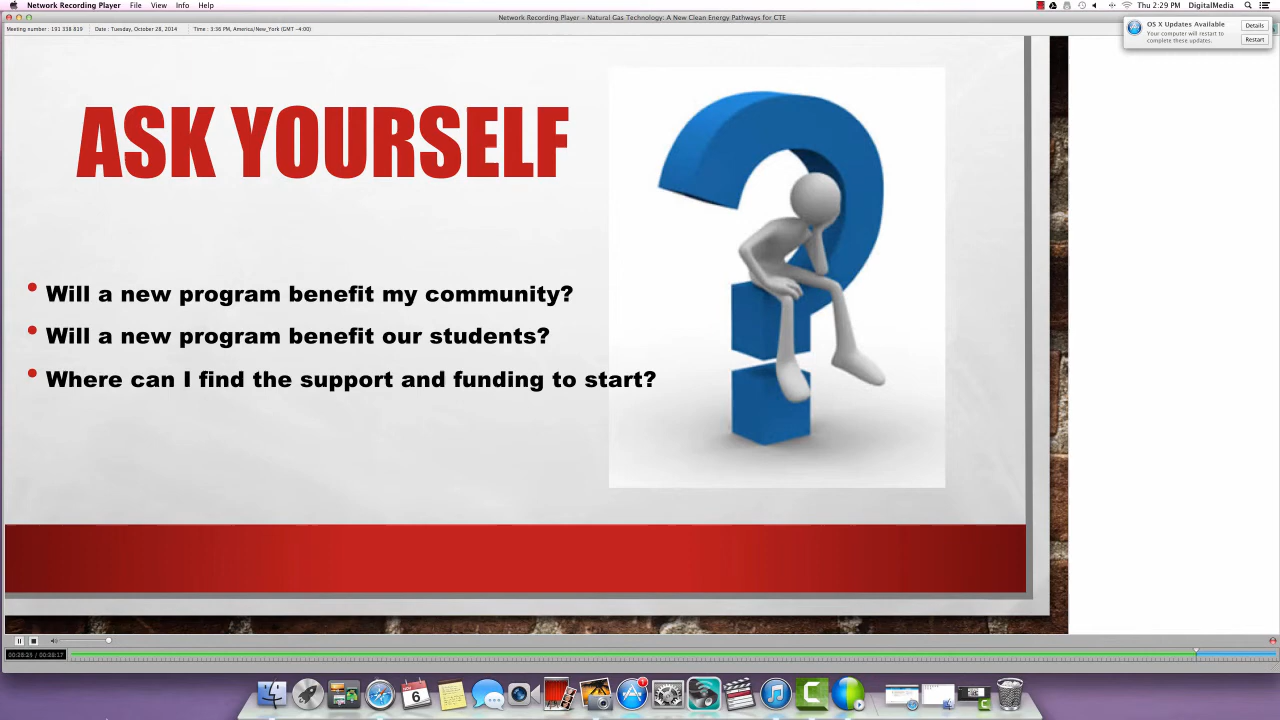 Network Recording Player File View Info Help
Thu 2:29 PM DigitalMedia
Network Recording Player – Natural Gas Technology: A New Clean Energy Pathways for CTE
Meeting number : 191 338 819 Date : Tuesday, October 28, 2014 Time : 3:36 PM, America/New_York (GMT -4:00)
OS X Updates Available
Your computer will restart to
complete these updates.
Details
Restart
ASK YOURSELF
• Will a new program benefit my community?
• Will a new program benefit our students?
• Where can I find the support and funding to start?
6
1